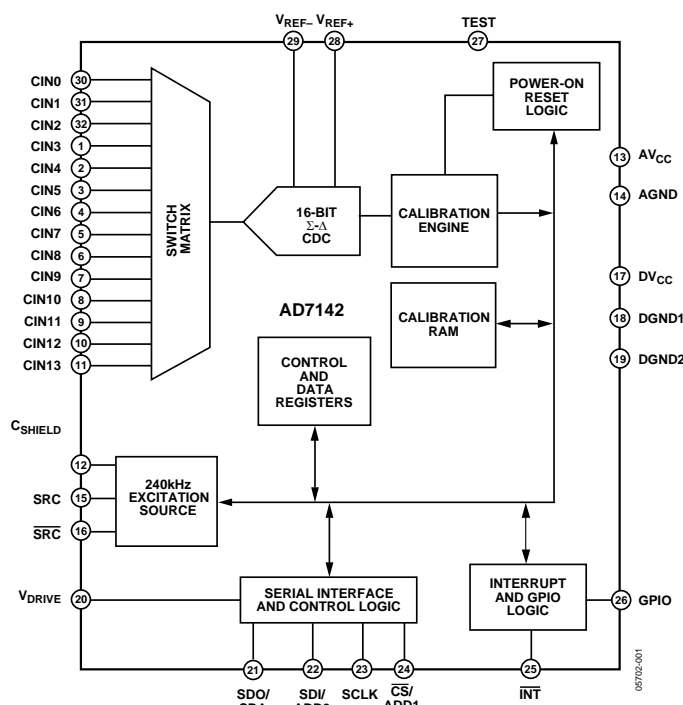 VREF– VREF+ TEST
29 28 27
CIN0 30
CIN1 31
CIN2 32
CIN3 1
CIN4 2
CIN5 3
CIN6 4
CIN7 5
CIN8 6
CIN9 7
CIN10 8
CIN11 9
CIN12 10
CIN13 11
SWITCH
MATRIX
16-BIT
Σ-Δ
CDC
CALIBRATION
ENGINE
POWER-ON
RESET
LOGIC
13 AVCC
14 AGND
17 DVCC
18 DGND1
19 DGND2
AD7142
CALIBRATION
RAM
CONTROL
AND
DATA
REGISTERS
CSHIELD
12
SRC 15
SRC 16
240kHz
EXCITATION
SOURCE
VDRIVE 20
SERIAL INTERFACE
AND CONTROL LOGIC
INTERRUPT
AND GPIO
LOGIC
26 GPIO
21 22 23 24 25
SDO/ SDI/ SCLK CS/ INT
05702-001